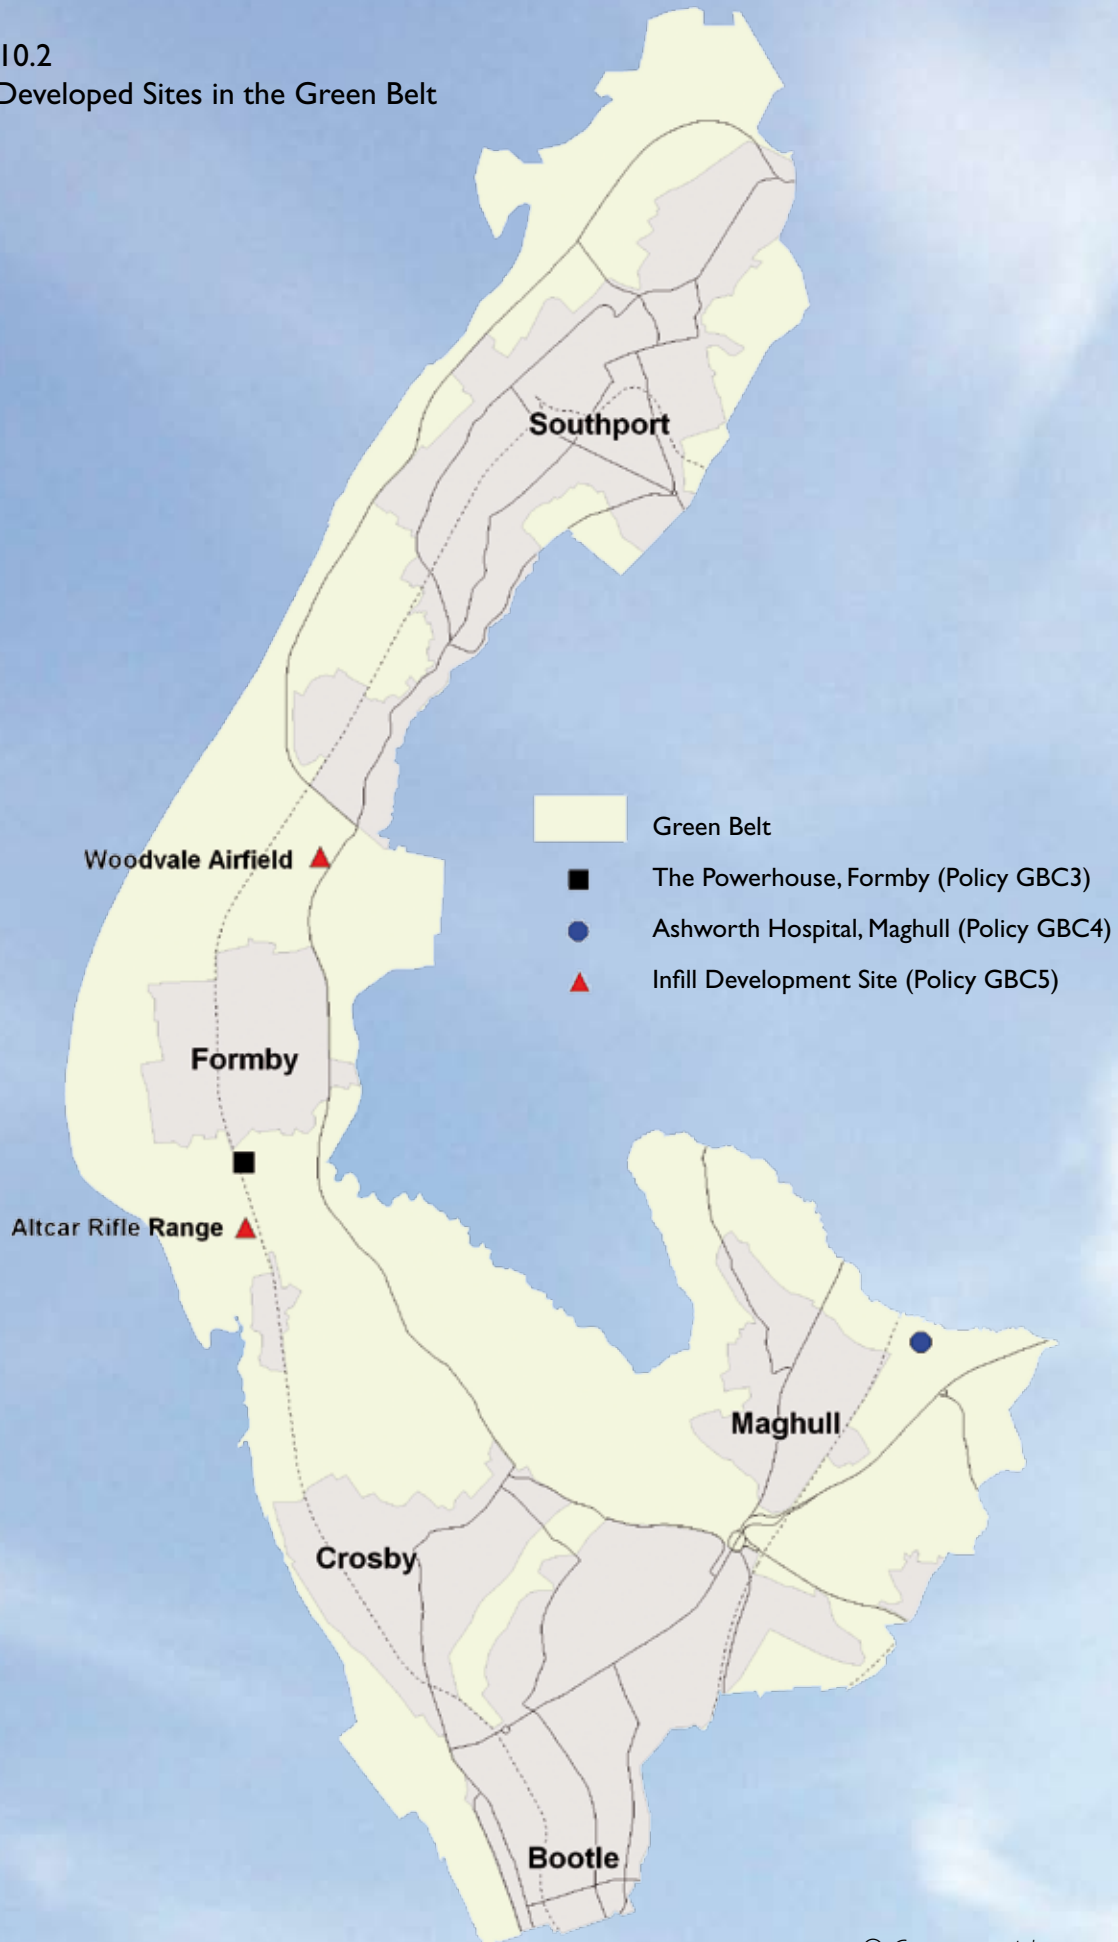 10.2
Developed Sites in the Green Belt
Southport
Green Belt
Woodvale Airfield
The Powerhouse, Formby (Policy GBC3)
Ashworth Hospital, Maghull (Policy GBC4)
Infill Development Site (Policy GBC5)
Formby
Altcar Rifle Range
Maghull
Crosby
Bootle